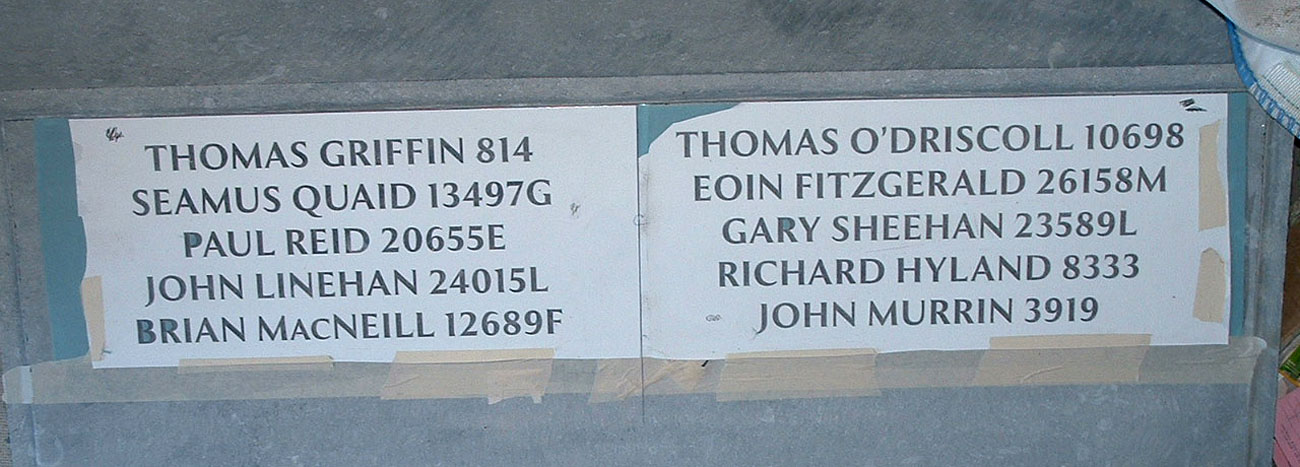 THOMAS GRIFFIN 814
SEAMUS QUAID 13497G
PAUL REID 20655E
JOHN LINEHAN 24015L
BRIAN MACNEILL 12689F
THOMAS O'DRISCOLL 10698
EOIN FITZGERALD 26158M
GARY SHEEHAN 23589L
RICHARD HYLAND 8333
JOHN MURRIN 3919